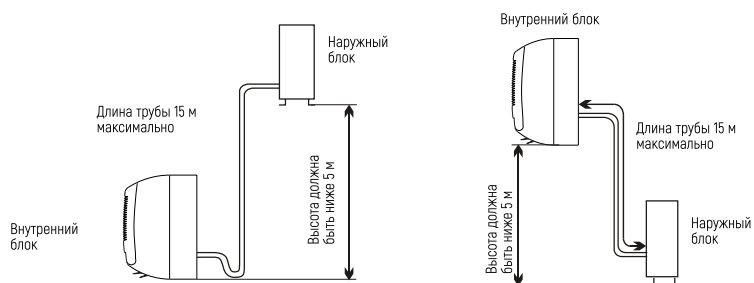 Наружный
блок
Длина трубы 15 м
максимально
Высота должна
быть ниже 5 м
Внутренний
блок
Внутренний блок
Длина трубы 15 м
максимально
Высота должна
быть ниже 5 м
Наружный
блок